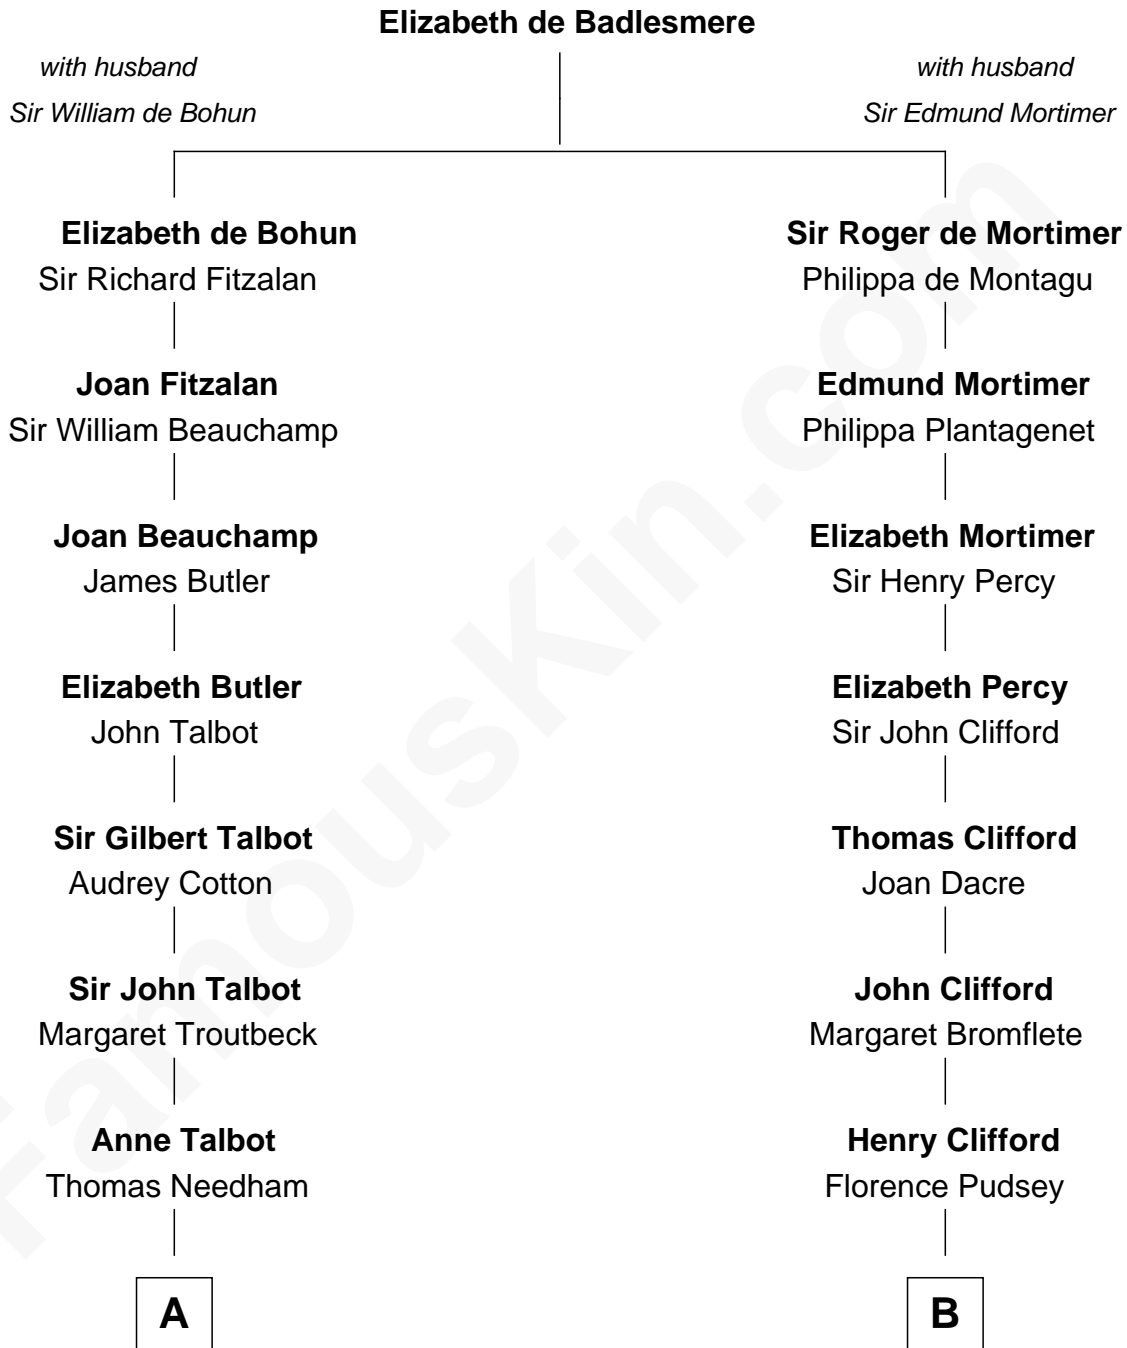 Elizabeth de Badlesmere
with husband
Sir William de Bohun
with husband
Sir Edmund Mortimer
Elizabeth de Bohun
Sir Richard Fitzalan
Sir Roger de Mortimer
Philippa de Montagu
Joan Fitzalan
Sir William Beauchamp
Edmund Mortimer
Philippa Plantagenet
Joan Beauchamp
James Butler
Elizabeth Mortimer
Sir Henry Percy
Elizabeth Butler
John Talbot
Elizabeth Percy
Sir John Clifford
Sir Gilbert Talbot
Audrey Cotton
Thomas Clifford
Joan Dacre
Sir John Talbot
Margaret Troutbeck
John Clifford
Margaret Bromflete
Anne Talbot
Thomas Needham
Henry Clifford
Florence Pudsey
A
B
FamousKin.com